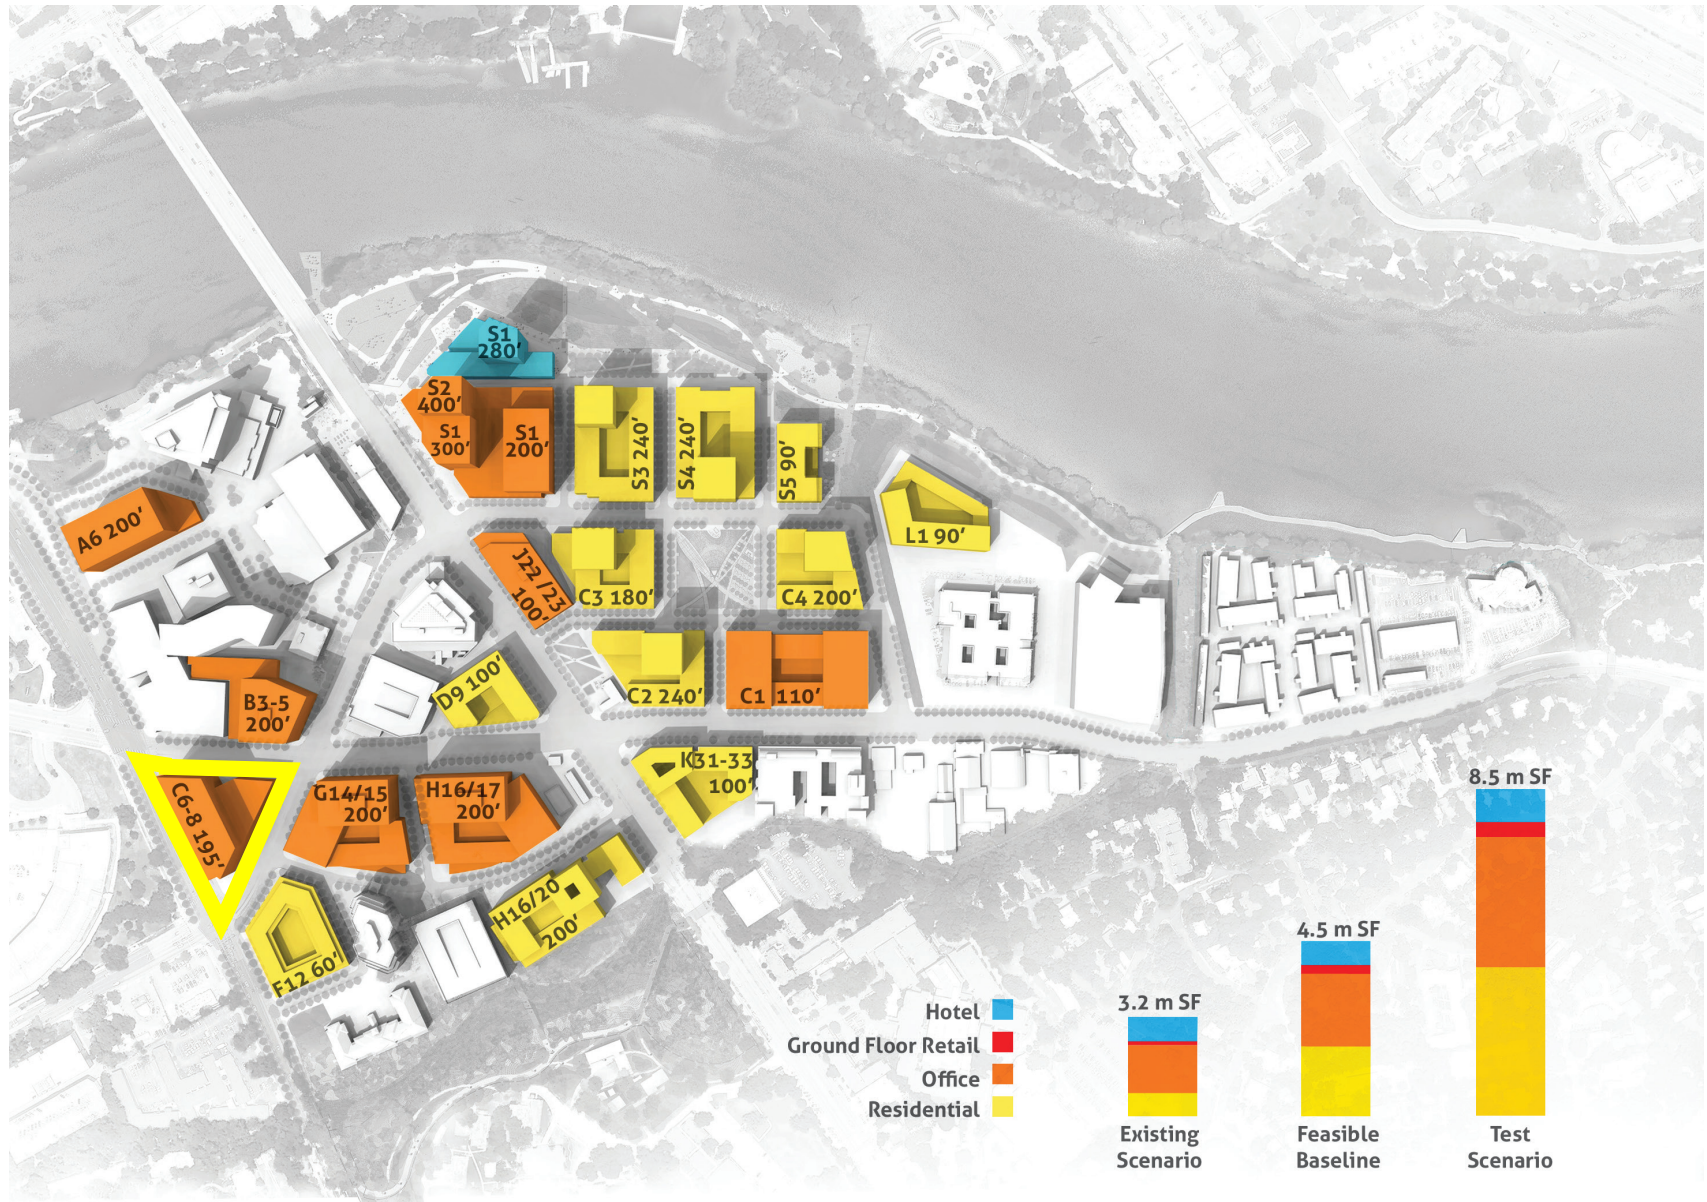 S1
280’
S2
400’
S1
300’
S1
200’
S3 240’
S4 240’
S5 90’
A6 200’
L1 90’
J22 /23
100’
C3 180’
C4 200’
D9 100’
C2 240’
C1 110’
B3-5
200’
C6-8 195’
G14/15
200’
H16/17
200’
K31-33
100’
H16/20
200’
F12 60’
Hotel
Ground Floor Retail
Office
Residential
3.2 m SF
Existing
Scenario
4.5 m SF
Feasible
Baseline
8.5 m SF
Test
Scenario